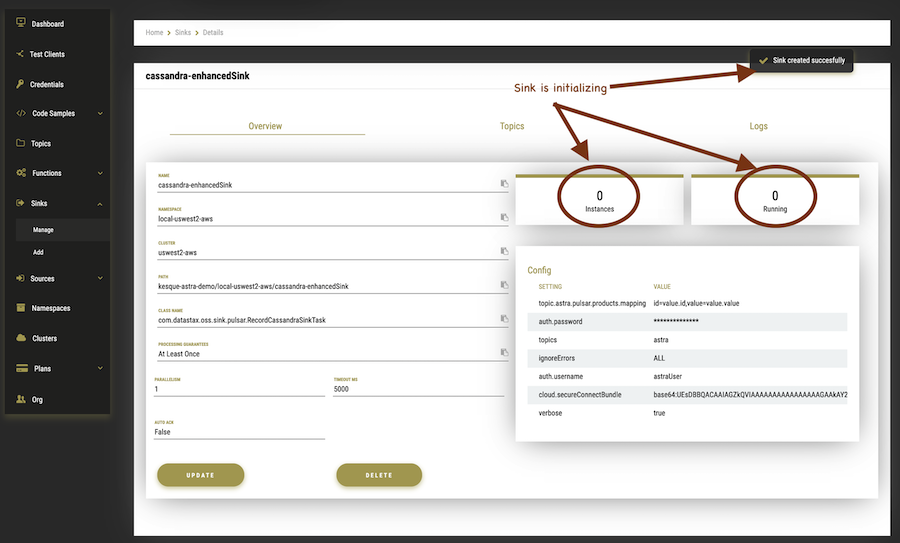 Dashboard
Test Clients
Credentials
Code Samples
Topics
Functions
Sinks
Manage
Add
Sources
Namespaces
Clusters
Plans
Org
Home > Sinks > Details
Sink created succesfully
cassandra-enhancedSink
Sink is initializing
Overview
Topics
Logs
NAME
cassandra-enhancedSink
NAMESPACE
local-uswest2-aws
CLUSTER
uswest2-aws
PATH
kesque-astra-demo/local-uswest2-aws/cassandra-enhancedSink
CLASS NAME
com.datastax.oss.sink.pulsar.RecordCassandraSinkTask
PROCESSING GUARANTEES
At Least Once
PARALLELISM
1
TIMEOUT MS
5000
AUTO ACK
False
UPDATE
DELETE
0
Instances
0
Running
Config
SETTING VALUE
topic.astra.pulsar.products.mapping id=value.id,value=value.value
auth.password **************
topics astra
ignoreErrors ALL
auth.username astraUser
cloud.secureConnectBundle
verbose true